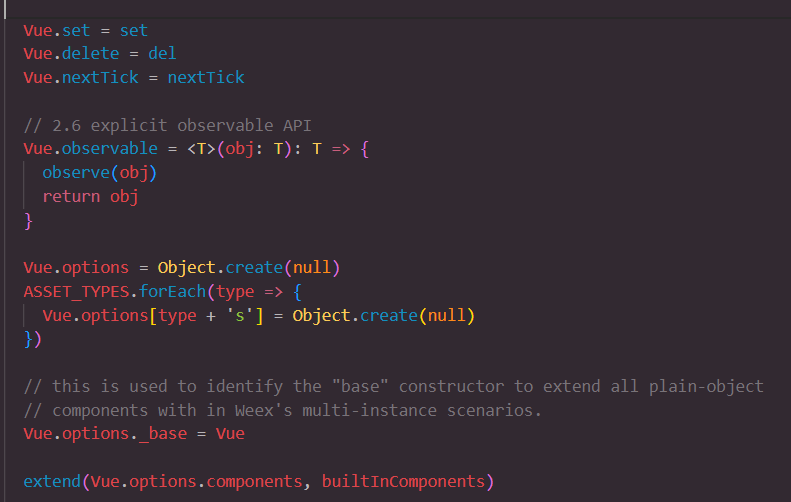 Vue.set = set
Vue.delete = del
Vue.nextTick = nextTick
// 2.6 explicit observable API
Vue.observable = <T>(obj: T): T => {
observe(obj)
return obj
}
Vue.options = Object.create(null)
ASSET_TYPES.forEach(type => {
Vue.options[type + 's'] = Object.create(null)
})
// this is used to identify the "base" constructor to extend all plain-object
// components with in Weex's multi-instance scenarios.
Vue.options._base = Vue
extend(Vue.options.components, builtInComponents)